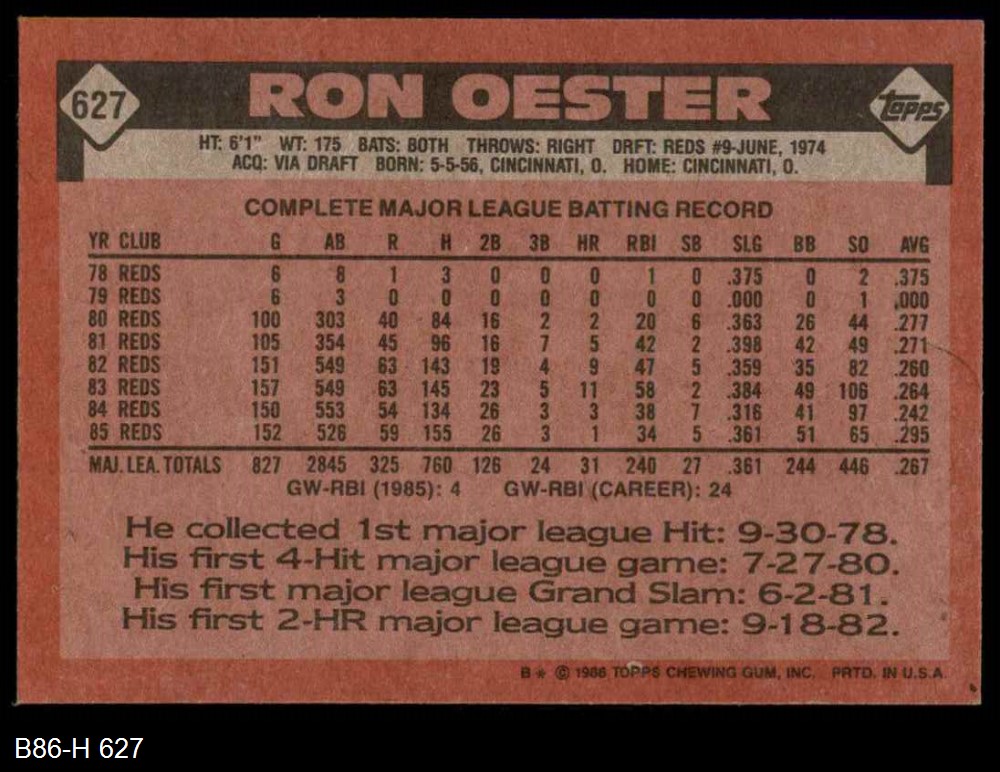 627 RON OESTER Topps
HT: 6'1" WT: 175 BATS: BOTH THROWS: RIGHT DRFT: REDS #9-JUNE, 1974
ACQ: VIA DRAFT BORN: 5-5-56, CINCINNATI, O. HOME: CINCINNATI, O.
COMPLETE MAJOR LEAGUE BATTING RECORD
YR CLUB G AB R H 2B 3B HR RBI SB SLG BB SO AVG
78 REDS 6 8 1 3 0 0 0 1 0 .375 0 2 .375
79 REDS 6 3 0 0 0 0 0 0 0 .000 0 1 .000
80 REDS 100 303 40 84 16 2 2 20 6 .363 26 44 .277
81 REDS 105 354 45 96 16 7 5 42 2 .398 42 49 .271
82 REDS 151 549 63 143 19 4 9 47 5 .359 35 82 .260
83 REDS 157 549 63 145 23 5 11 58 2 .384 49 106 .264
84 REDS 150 553 54 134 26 3 3 38 7 .316 41 97 .242
85 REDS 152 526 59 155 26 3 1 34 5 .361 51 65 .295
MAJ. LEA. TOTALS 827 2845 325 760 126 24 31 240 27 .361 244 446 .267
GW-RBI (1985): 4 GW-RBI (CAREER): 24
He collected 1st major league Hit: 9-30-78.
His first 4-Hit major league game: 7-27-80.
His first major league Grand Slam: 6-2-81.
His first 2-HR major league game: 9-18-82.
B * © 1986 TOPPS CHEWING GUM, INC. PRTD. IN U.S.A.
B86-H 627